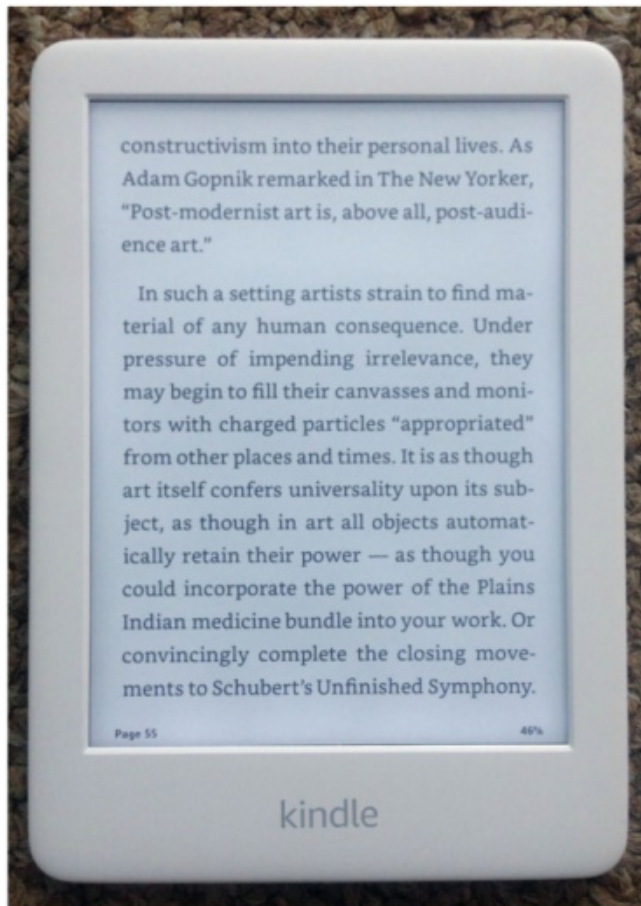 constructivism into their personal lives. As
Adam Gopnik remarked in The New Yorker,
“Post-modernist art is, above all, post-audi-
ence art.”
In such a setting artists strain to find ma-
terial of any human consequence. Under
pressure of impending irrelevance, they
may begin to fill their canvasses and moni-
tors with charged particles “appropriated”
from other places and times. It is as though
art itself confers universality upon its sub-
ject, as though in art all objects automat-
ically retain their power — as though you
could incorporate the power of the Plains
Indian medicine bundle into your work. Or
convincingly complete the closing move-
ments to Schubert’s Unfinished Symphony.
Page 55 46%
kindle